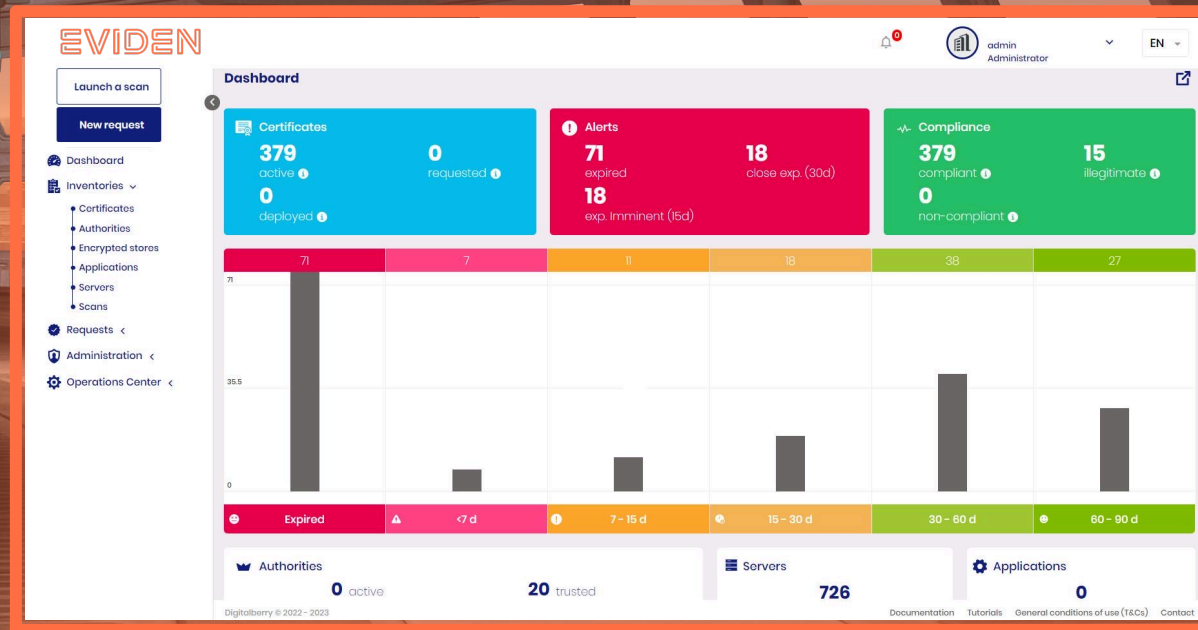 EVIDEN
0
admin
Administrator
EN
Launch a scan
New request
Dashboard
Inventories
Certificates
Authorities
Encrypted stores
Applications
Servers
Scans
Requests
Administration
Operations Center
Dashboard
Certificates
379
active
0
requested
0
deployed
Alerts
71
expired
18
close exp. (30d)
18
exp. Imminent (15d)
Compliance
379
compliant
15
illegitimate
0
non-compliant
71 7 11 18 38 27
71
35.5
0
Expired <7 d 7 - 15 d 15 - 30 d 30 - 60 d 60 - 90 d
Authorities
0 active 20 trusted
Servers
726
Applications
0
Digitalberry © 2022 - 2023
Documentation Tutorials General conditions of use (T&Cs) Contact